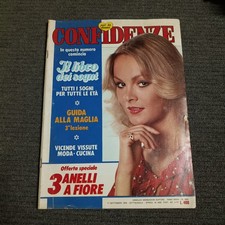 CONFIDENZE
In questo numero
comincia
Il libro
dei sogni
TUTTI I SOGNI
PER TUTTE LE ETÀ
GUIDA
ALLA MAGLIA
2ª lezione
VICENDE VISSUTE
MODA-CUCINA
Offerta speciale
3 ANELLI
A FIORE